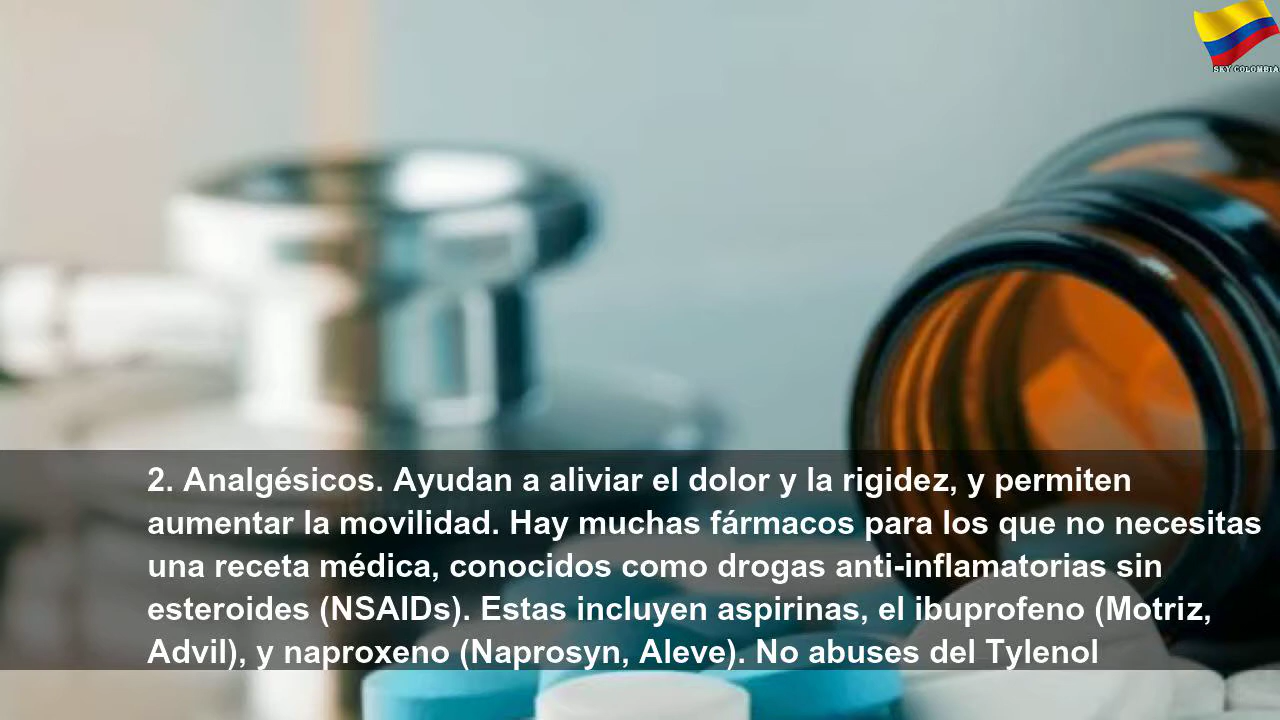 SKY COLOMBIA
2. Analgésicos. Ayudan a aliviar el dolor y la rigidez, y permiten
aumentar la movilidad. Hay muchas fármacos para los que no necesitas
una receta médica, conocidos como drogas anti-inflamatorias sin
esteroides (NSAIDs). Estas incluyen aspirinas, el ibuprofeno (Motriz,
Advil), y naproxeno (Naprosyn, Aleve). No abuses del Tylenol